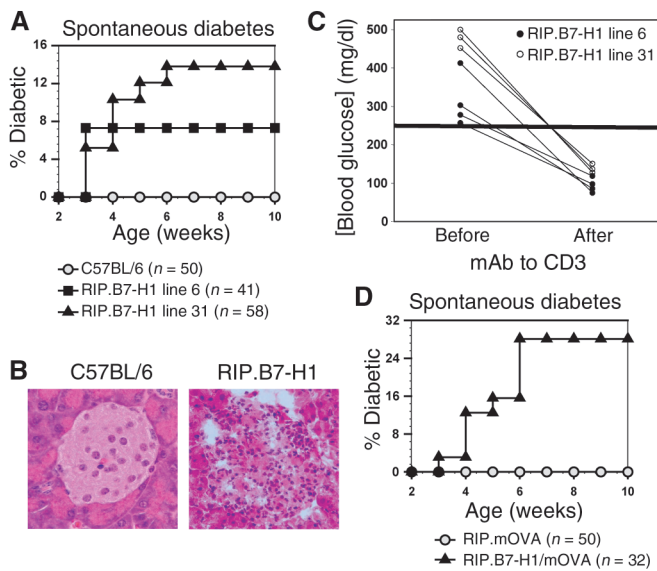 A
Spontaneous diabetes
% Diabetic
16
12
8
4
0
2 4 6 8 10
Age (weeks)
C57BL/6 (n = 50)
RIP.B7-H1 line 6 (n = 41)
RIP.B7-H1 line 31 (n = 58)
B
C57BL/6 RIP.B7-H1
C
RIP.B7-H1 line 6
RIP.B7-H1 line 31
[Blood glucose] (mg/dl)
500
400
300
200
100
0
Before After
mAb to CD3
D
Spontaneous diabetes
% Diabetic
32
24
16
8
0
2 4 6 8 10
Age (weeks)
RIP.mOVA (n = 50)
RIP.B7-H1/mOVA (n = 32)